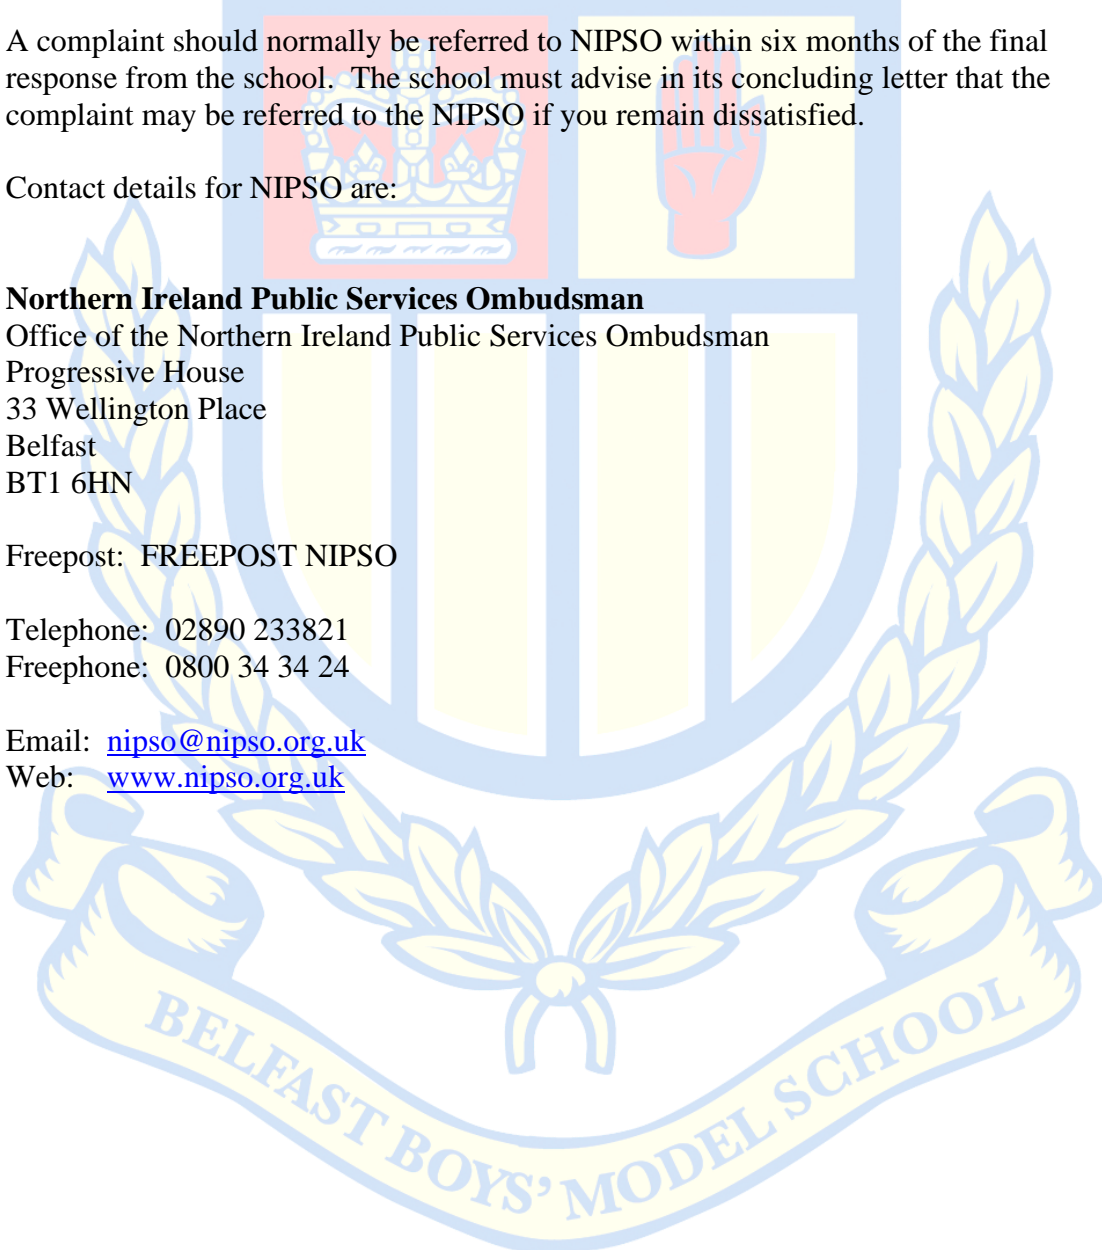 A complaint should normally be referred to NIPSO within six months of the final
response from the school.  The school must advise in its concluding letter that the
complaint may be referred to the NIPSO if you remain dissatisfied.
Contact details for NIPSO are:
Northern Ireland Public Services Ombudsman
Office of the Northern Ireland Public Services Ombudsman
Progressive House
33 Wellington Place
Belfast
BT1 6HN
Freepost:  FREEPOST NIPSO
Telephone:  02890 233821
Freephone:  0800 34 34 24
Email:  nipso@nipso.org.uk
Web:  www.nipso.org.uk
BELFAST BOYS' MODEL SCHOOL